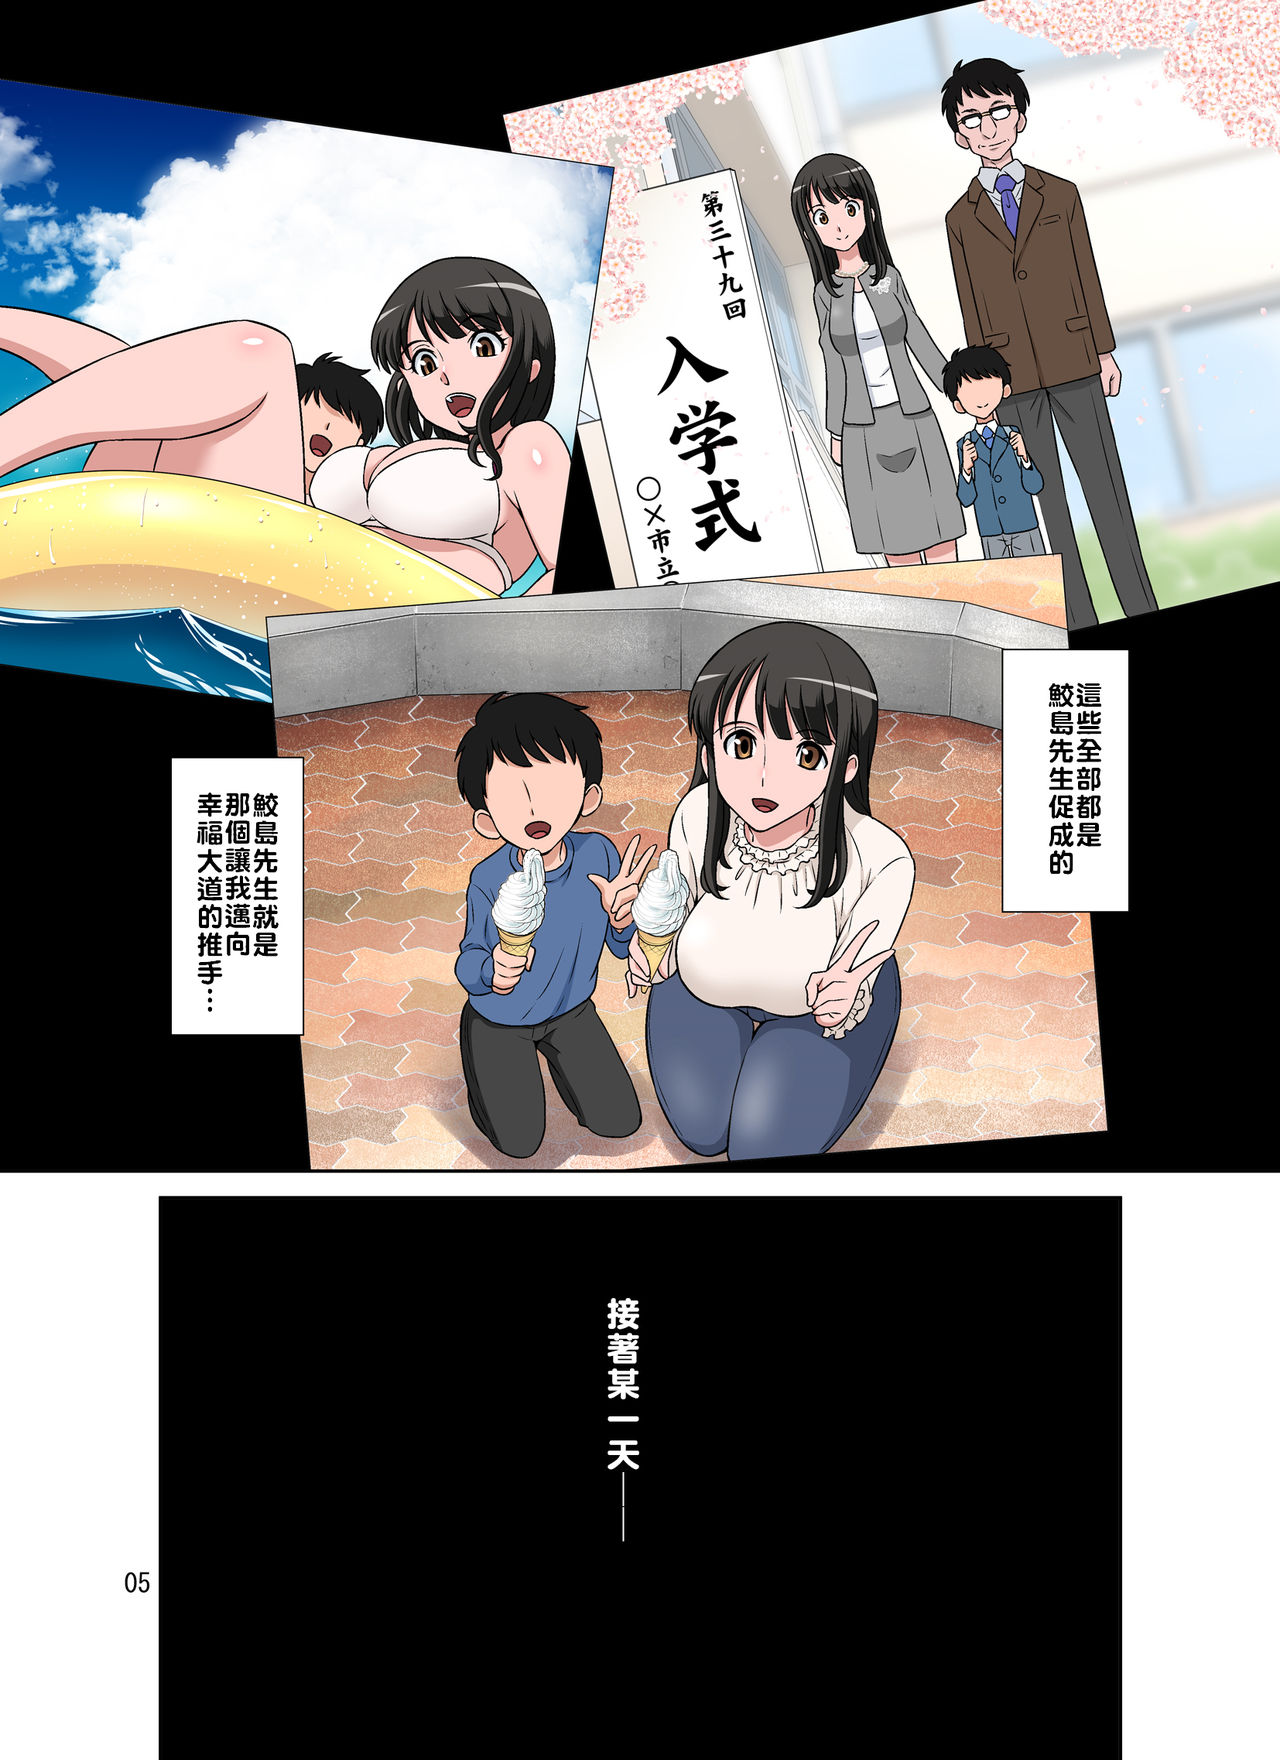 第三十九回
入学式
○×市立
這些全部都是
鮫島先生促成的
鮫島先生就是
那個讓我邁向
幸福大道的推手…
接著某一天——
05